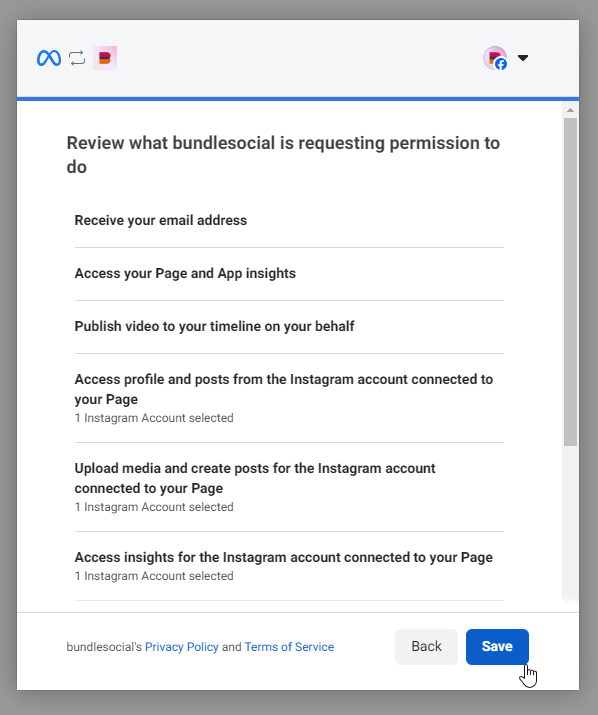 Review what bundlesocial is requesting permission to
do
Receive your email address
Access your Page and App insights
Publish video to your timeline on your behalf
Access profile and posts from the Instagram account connected to
your Page
1 Instagram Account selected
Upload media and create posts for the Instagram account
connected to your Page
1 Instagram Account selected
Access insights for the Instagram account connected to your Page
1 Instagram Account selected
bundlesocial's Privacy Policy and Terms of Service
Back
Save